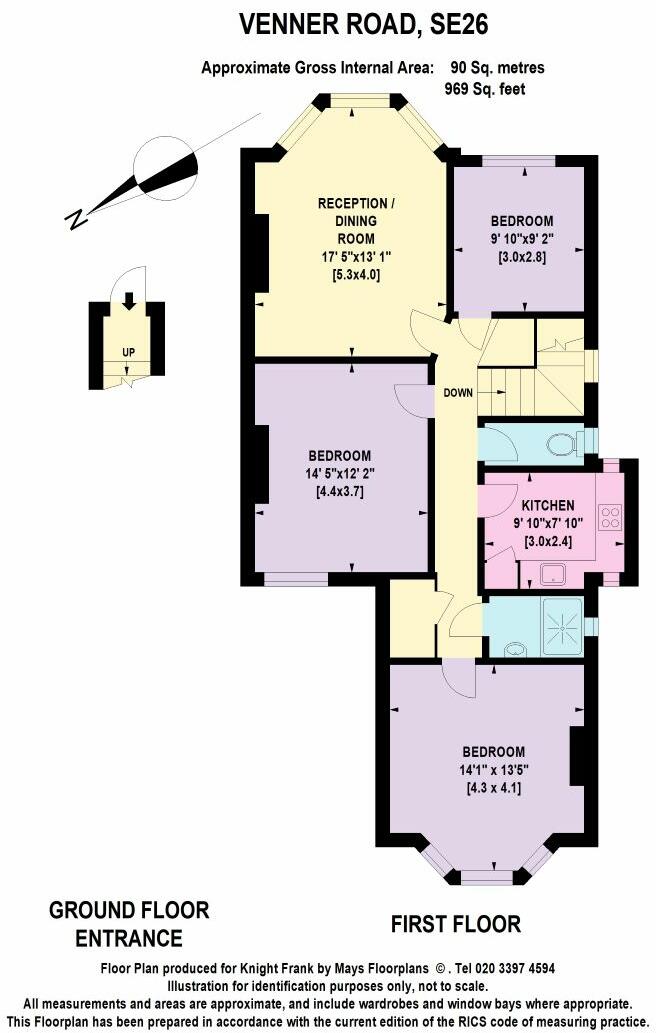 VENNER ROAD, SE26
Approximate Gross Internal Area: 90 Sq. metres
969 Sq. feet
N
RECEPTION /
DINING
ROOM
17' 5"x13' 1"
[5.3x4.0]
BEDROOM
9' 10"x9' 2"
[3.0x2.8]
UP
DOWN
BEDROOM
14' 5"x12' 2"
[4.4x3.7]
KITCHEN
9' 10"x7' 10"
[3.0x2.4]
BEDROOM
14'1" x 13'5"
[4.3 x 4.1]
GROUND FLOOR
ENTRANCE
FIRST FLOOR
Floor Plan produced for Knight Frank by Mays Floorplans © . Tel 020 3397 4594
Illustration for identification purposes only, not to scale.
All measurements and areas are approximate, and include wardrobes and window bays where appropriate.
This Floorplan has been prepared in accordance with the current edition of the RICS code of measuring practice.